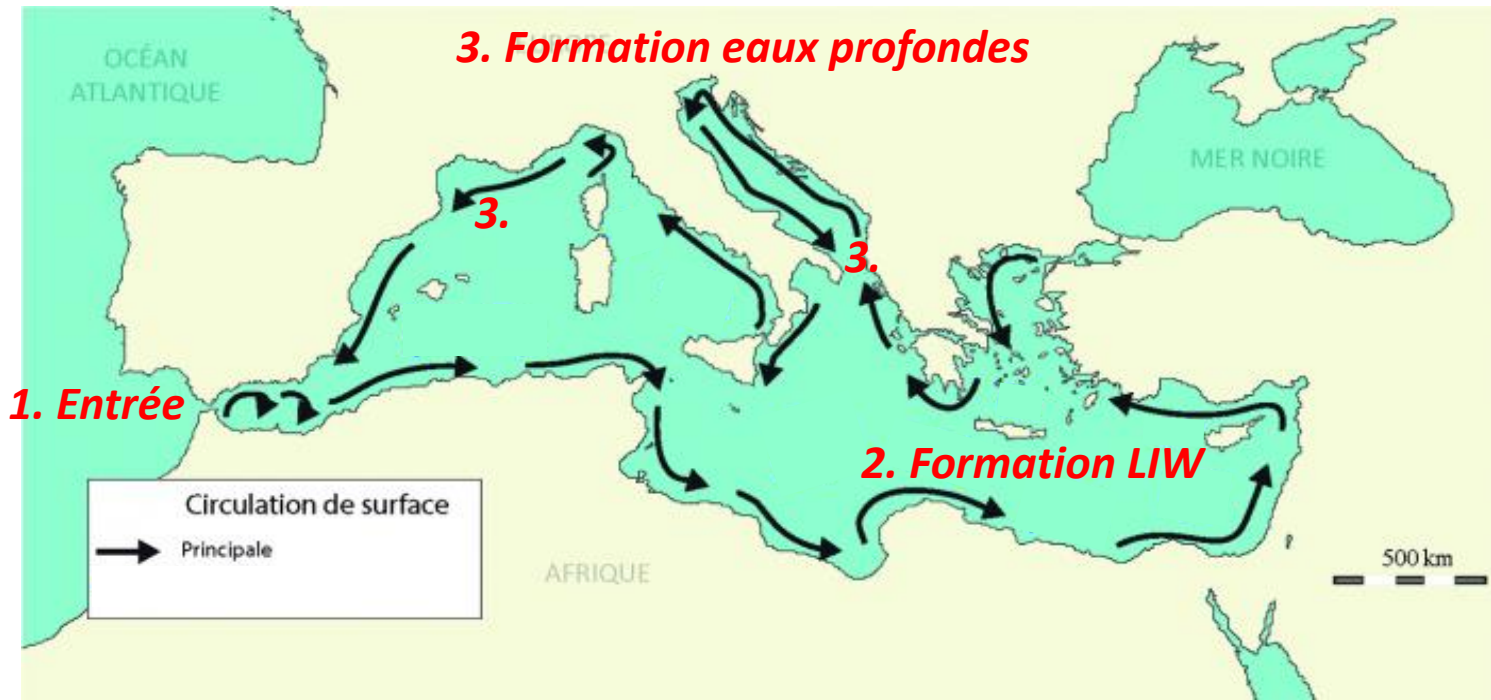 EUROPE
3. Formation eaux profondes
OCÉAN
ATLANTIQUE
MER NOIRE
3.
3.
1. Entrée
2. Formation LIW
Circulation de surface
Principale
AFRIQUE
500 km